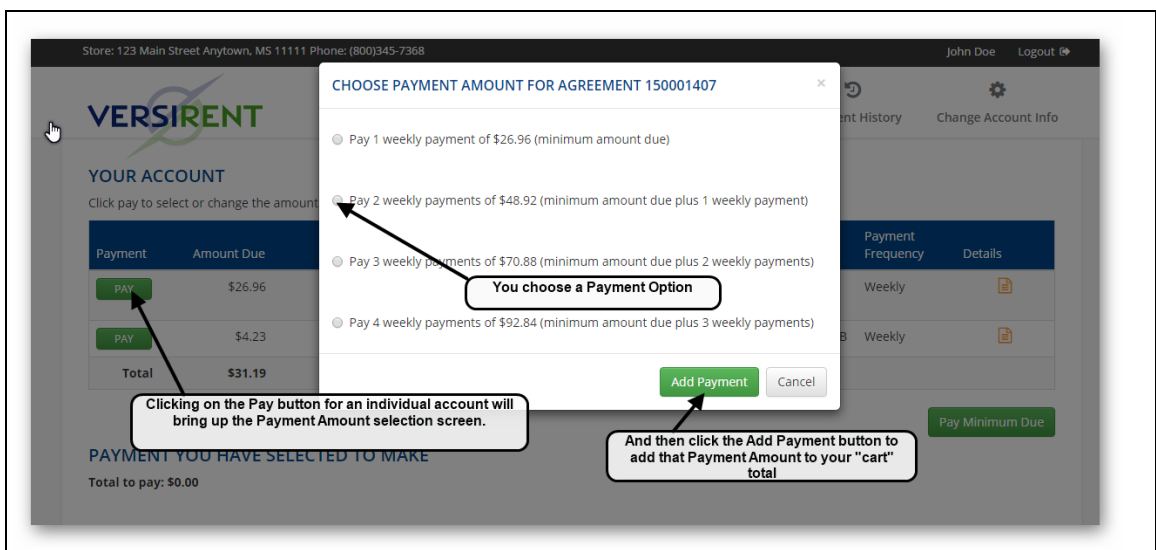 Store: 123 Main Street Anytown, MS 11111 Phone: (800)345-7368
John Doe Logout
VERSIRENT
CHOOSE PAYMENT AMOUNT FOR AGREEMENT 150001407 ×
History
Change Account Info
Pay 1 weekly payment of $26.96 (minimum amount due)
YOUR ACCOUNT
Click pay to select or change the amount
Pay 2 weekly payments of $48.92 (minimum amount due plus 1 weekly payment)
Payment Amount Due Payment Frequency Details
Pay 3 weekly payments of $70.88 (minimum amount due plus 2 weekly payments)
PAY $26.96 Weekly
You choose a Payment Option
Pay 4 weekly payments of $92.84 (minimum amount due plus 3 weekly payments)
PAY $4.23 B Weekly
Total $31.19
Add Payment Cancel
Clicking on the Pay button for an individual account will
bring up the Payment Amount selection screen.
Pay Minimum Due
And then click the Add Payment button to
add that Payment Amount to your "cart"
total
PAYMENT YOU HAVE SELECTED TO MAKE
Total to pay: $0.00